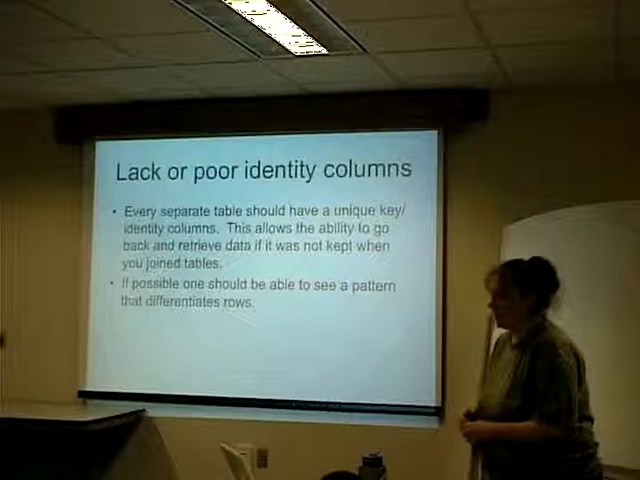 Lack or poor identity columns
• Every separate table should have a unique key/
identity columns. This allows the ability to go
back and retrieve data if it was not kept when
you joined tables.
• If possible one should be able to see a pattern
that differentiates rows.